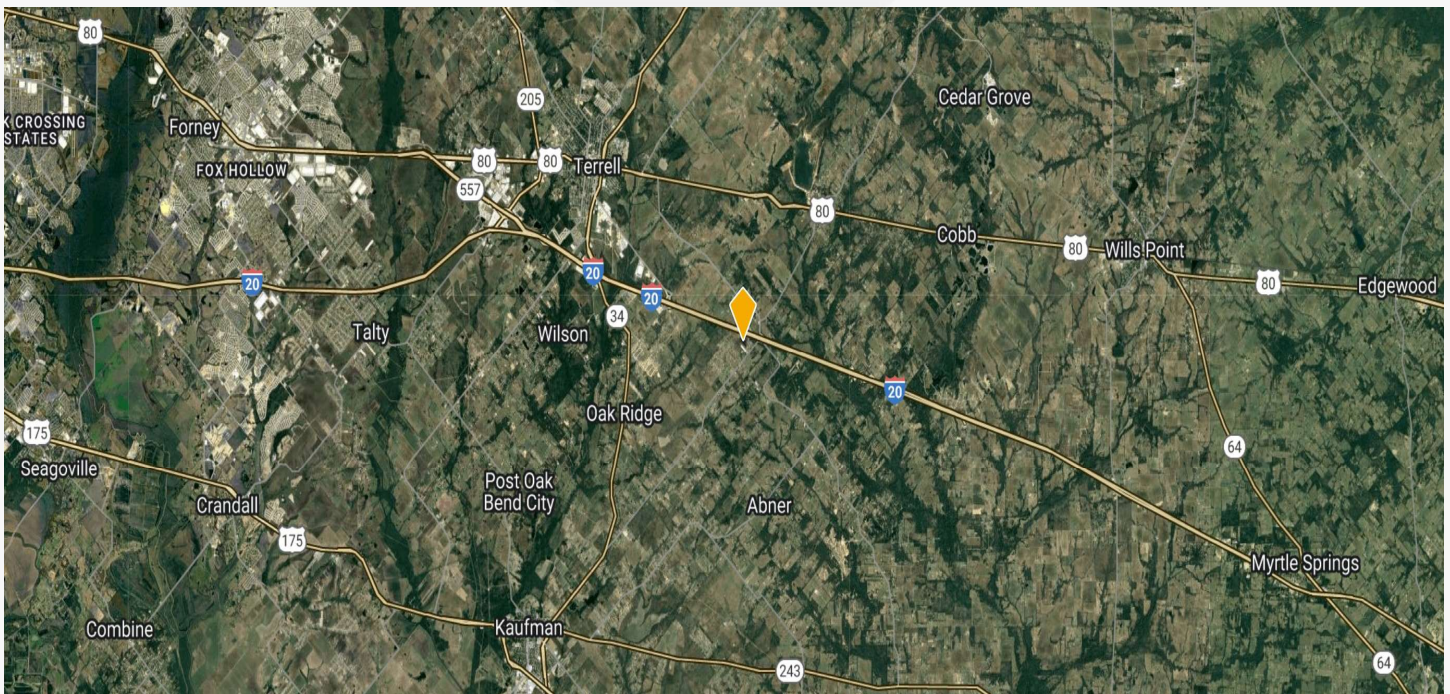 80
205
Cedar Grove
K CROSSING
STATES
Forney
FOX HOLLOW
80
80
Terrell
557
80
Cobb
80
Wills Point
20
20
20
80
Edgewood
34
Talty
Wilson
20
Oak Ridge
175
Seagoville
64
Crandall
Post Oak
Bend City
Abner
175
Myrtle Springs
Combine
Kaufman
243
64